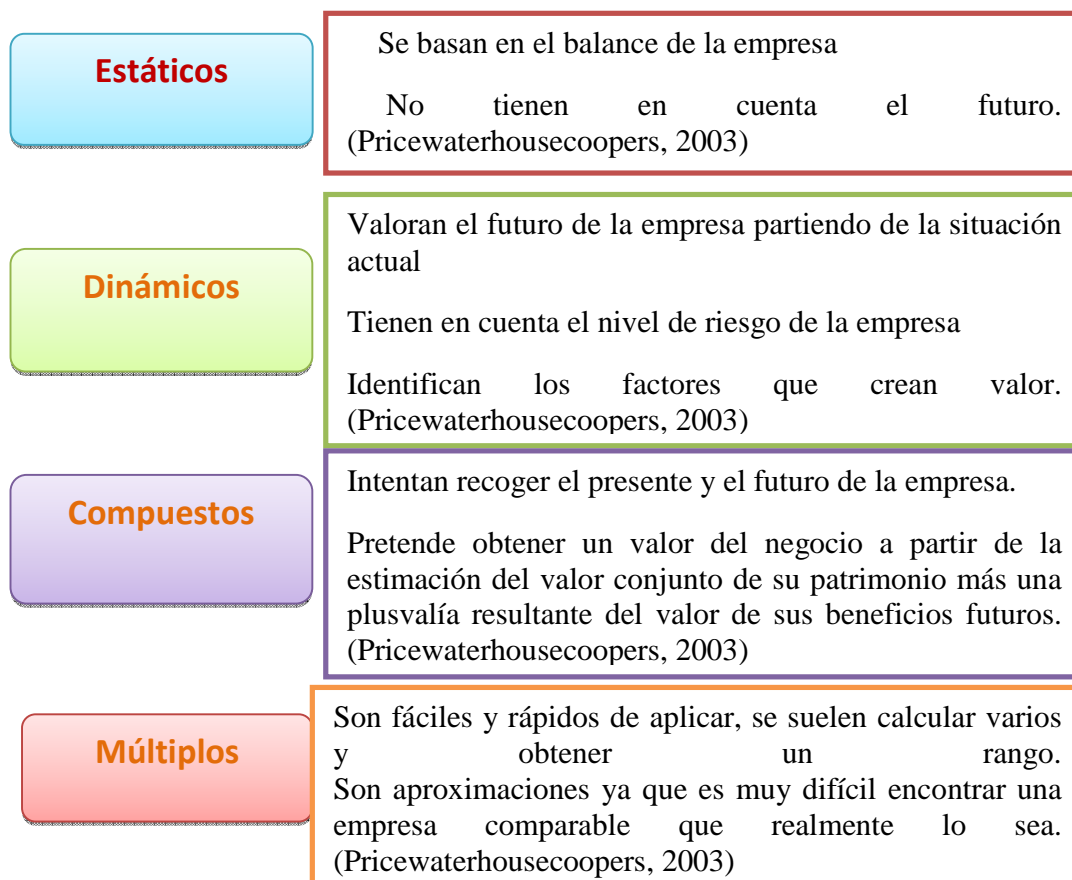 Estáticos
Se basan en el balance de la empresa
No tienen en cuenta el futuro.
(Pricewaterhousecoopers, 2003)
Dinámicos
Valoran el futuro de la empresa partiendo de la situación
actual
Tienen en cuenta el nivel de riesgo de la empresa
Identifican los factores que crean valor.
(Pricewaterhousecoopers, 2003)
Compuestos
Intentan recoger el presente y el futuro de la empresa.
Pretende obtener un valor del negocio a partir de la
estimación del valor conjunto de su patrimonio más una
plusvalía resultante del valor de sus beneficios futuros.
(Pricewaterhousecoopers, 2003)
Múltiplos
Son fáciles y rápidos de aplicar, se suelen calcular varios
y obtener un rango.
Son aproximaciones ya que es muy difícil encontrar una
empresa comparable que realmente lo sea.
(Pricewaterhousecoopers, 2003)